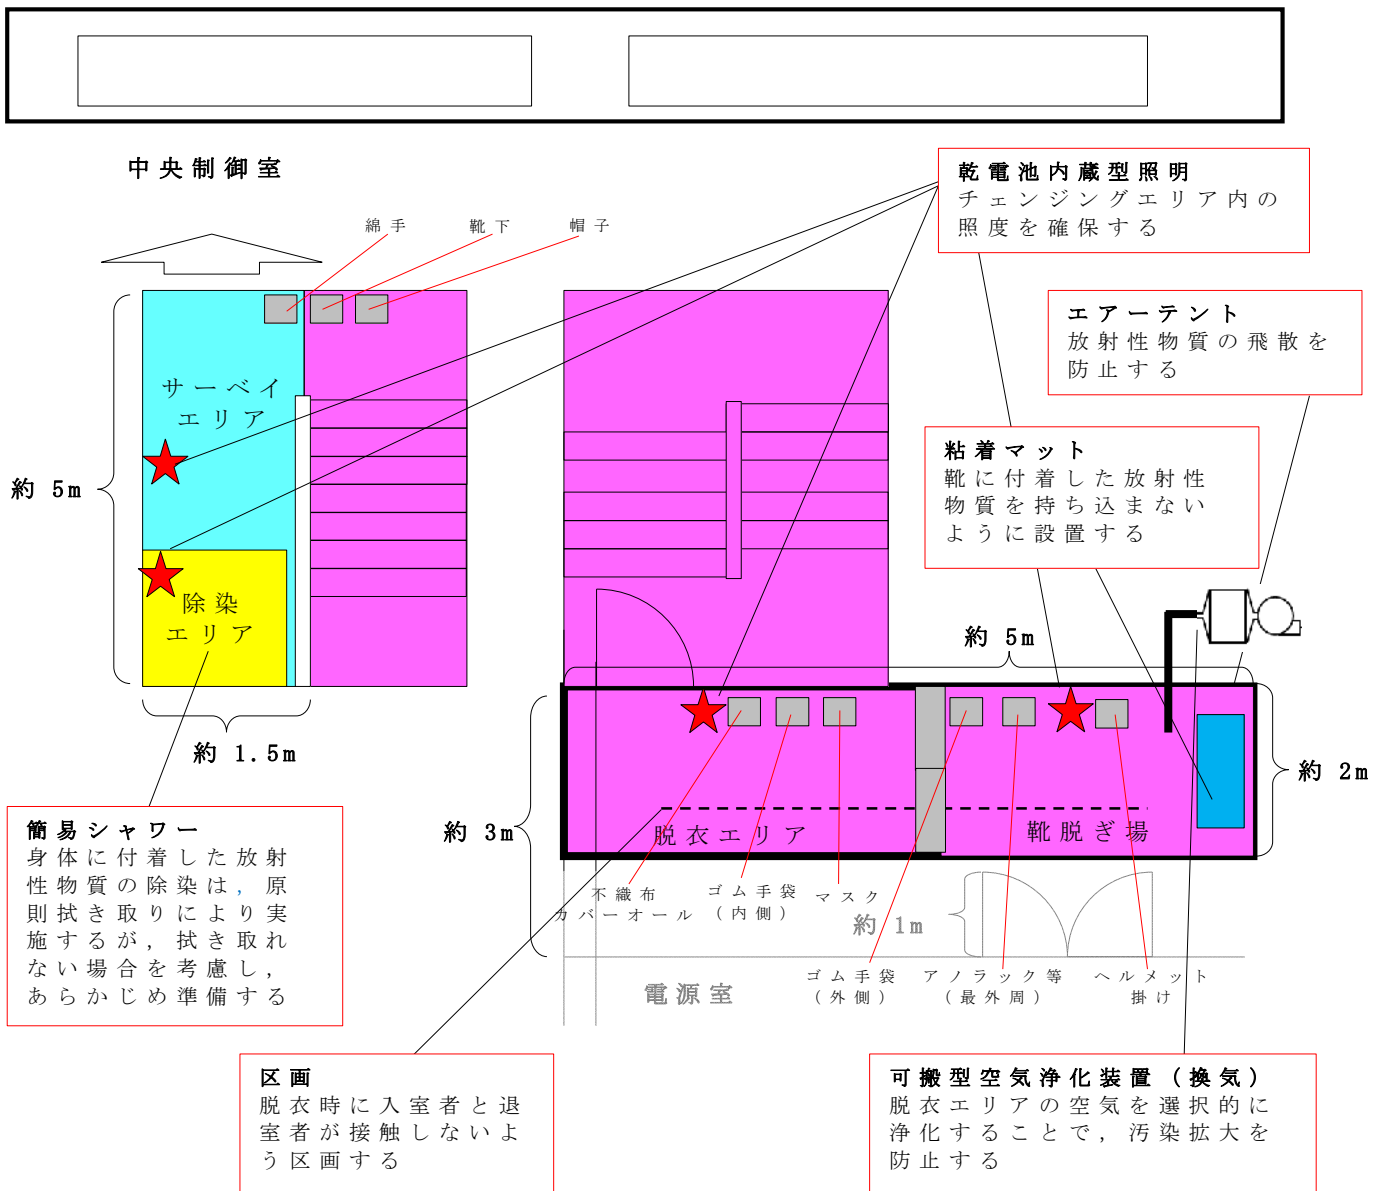 中央制御室
乾電池内蔵型照明
チェンジングエリア内の
照度を確保する
綿手
靴下
帽子
エアーテント
放射性物質の飛散を
防止する
サーベイ
エリア
粘着マット
靴に付着した放射性
物質を持ち込まない
ように設置する
約 5m
除染
エリア
約 5m
約 1.5m
約 2m
簡易シャワー
身体に付着した放射
性物質の除染は，原
則拭き取りにより実
施するが，拭き取れ
ない場合を考慮し，
あらかじめ準備する
約 3m
脱衣エリア
靴脱ぎ場
不織布
カバーオール
ゴム手袋
（内側）
マスク
約 1m
ゴム手袋
（外側）
アノラック等
（最外周）
ヘルメット
掛け
電源室
区画
脱衣時に入室者と退
室者が接触しないよ
う区画する
可搬型空気浄化装置（換気）
脱衣エリアの空気を選択的に
浄化することで，汚染拡大を
防止する